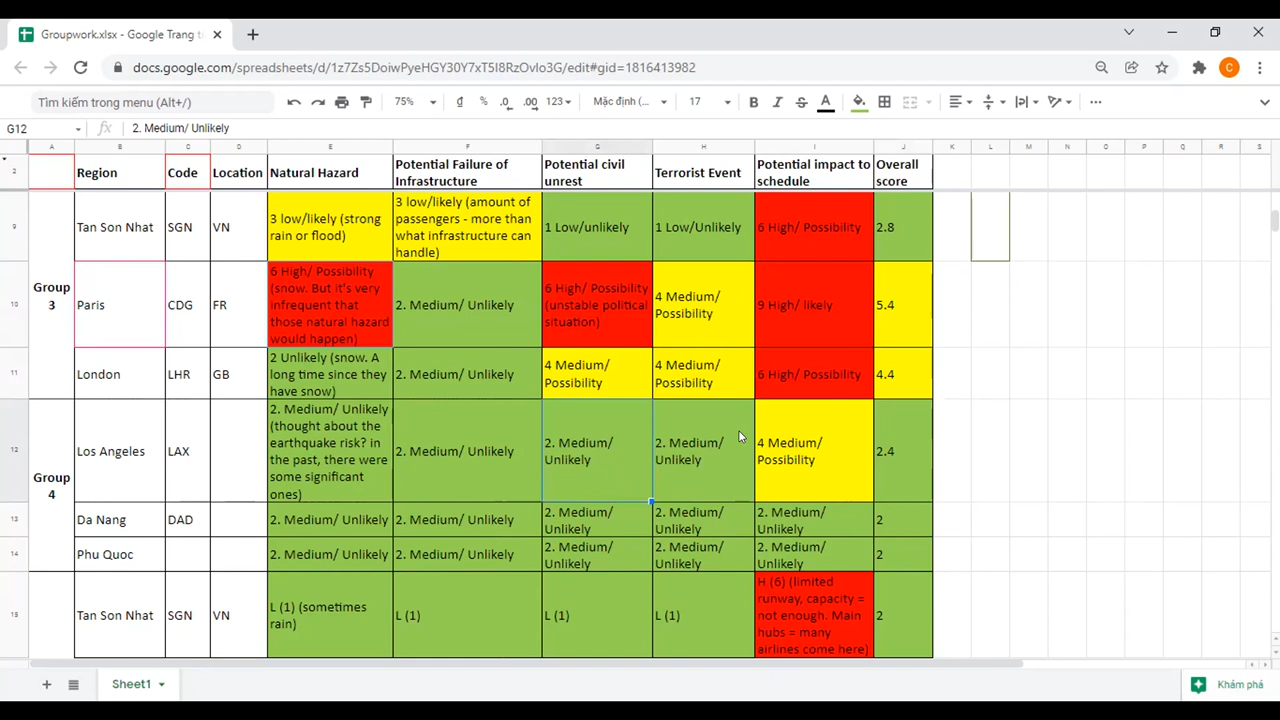 Groupwork.xlsx - Google Trang t
docs.google.com/spreadsheets/d/1z7Zs5DoiwPyeHGY30Y7xT5I8RzOvIo3G/edit#gid=1816413982
C
Tìm kiếm trong menu (Alt+/)
75%
₫
%
.0
.00
123
Mặc định (...
17
B
I
S
A
G12
fx
2. Medium/ Unlikely
A
B
C
D
E
F
G
H
I
J
K
L
M
N
O
P
Q
R
S
2
Region
Code
Location
Natural Hazard
Potential Failure of
Infrastructure
Potential civil
unrest
Terrorist Event
Potential impact to
schedule
Overall
score
Group
3
9
Tan Son Nhat
SGN
VN
3 low/likely (strong
rain or flood)
3 low/likely (amount of
passengers - more than
what infrastructure can
handle)
1 Low/unlikely
1 Low/Unlikely
6 High/ Possibility
2.8
10
Paris
CDG
FR
6 High/ Possibility
(snow. But it's very
infrequent that
those natural hazard
would happen)
2. Medium/ Unlikely
6 High/ Possibility
(unstable political
situation)
4 Medium/
Possibility
9 High/ likely
5.4
11
London
LHR
GB
2 Unlikely (snow. A
long time since they
have snow)
2. Medium/ Unlikely
4 Medium/
Possibility
4 Medium/
Possibility
6 High/ Possibility
4.4
Group
4
12
Los Angeles
LAX
2. Medium/ Unlikely
(thought about the
earthquake risk? in
the past, there were
some significant
ones)
2. Medium/ Unlikely
2. Medium/
Unlikely
2. Medium/
Unlikely
4 Medium/
Possibility
2.4
13
Da Nang
DAD
2. Medium/ Unlikely
2. Medium/ Unlikely
2. Medium/
Unlikely
2. Medium/
Unlikely
2. Medium/
Unlikely
2
14
Phu Quoc
2. Medium/ Unlikely
2. Medium/ Unlikely
2. Medium/
Unlikely
2. Medium/
Unlikely
2. Medium/
Unlikely
2
15
Tan Son Nhat
SGN
VN
L (1) (sometimes
rain)
L (1)
L (1)
L (1)
H (6) (limited
runway, capacity =
not enough. Main
hubs = many
airlines come here)
2
Sheet1
Khám phá